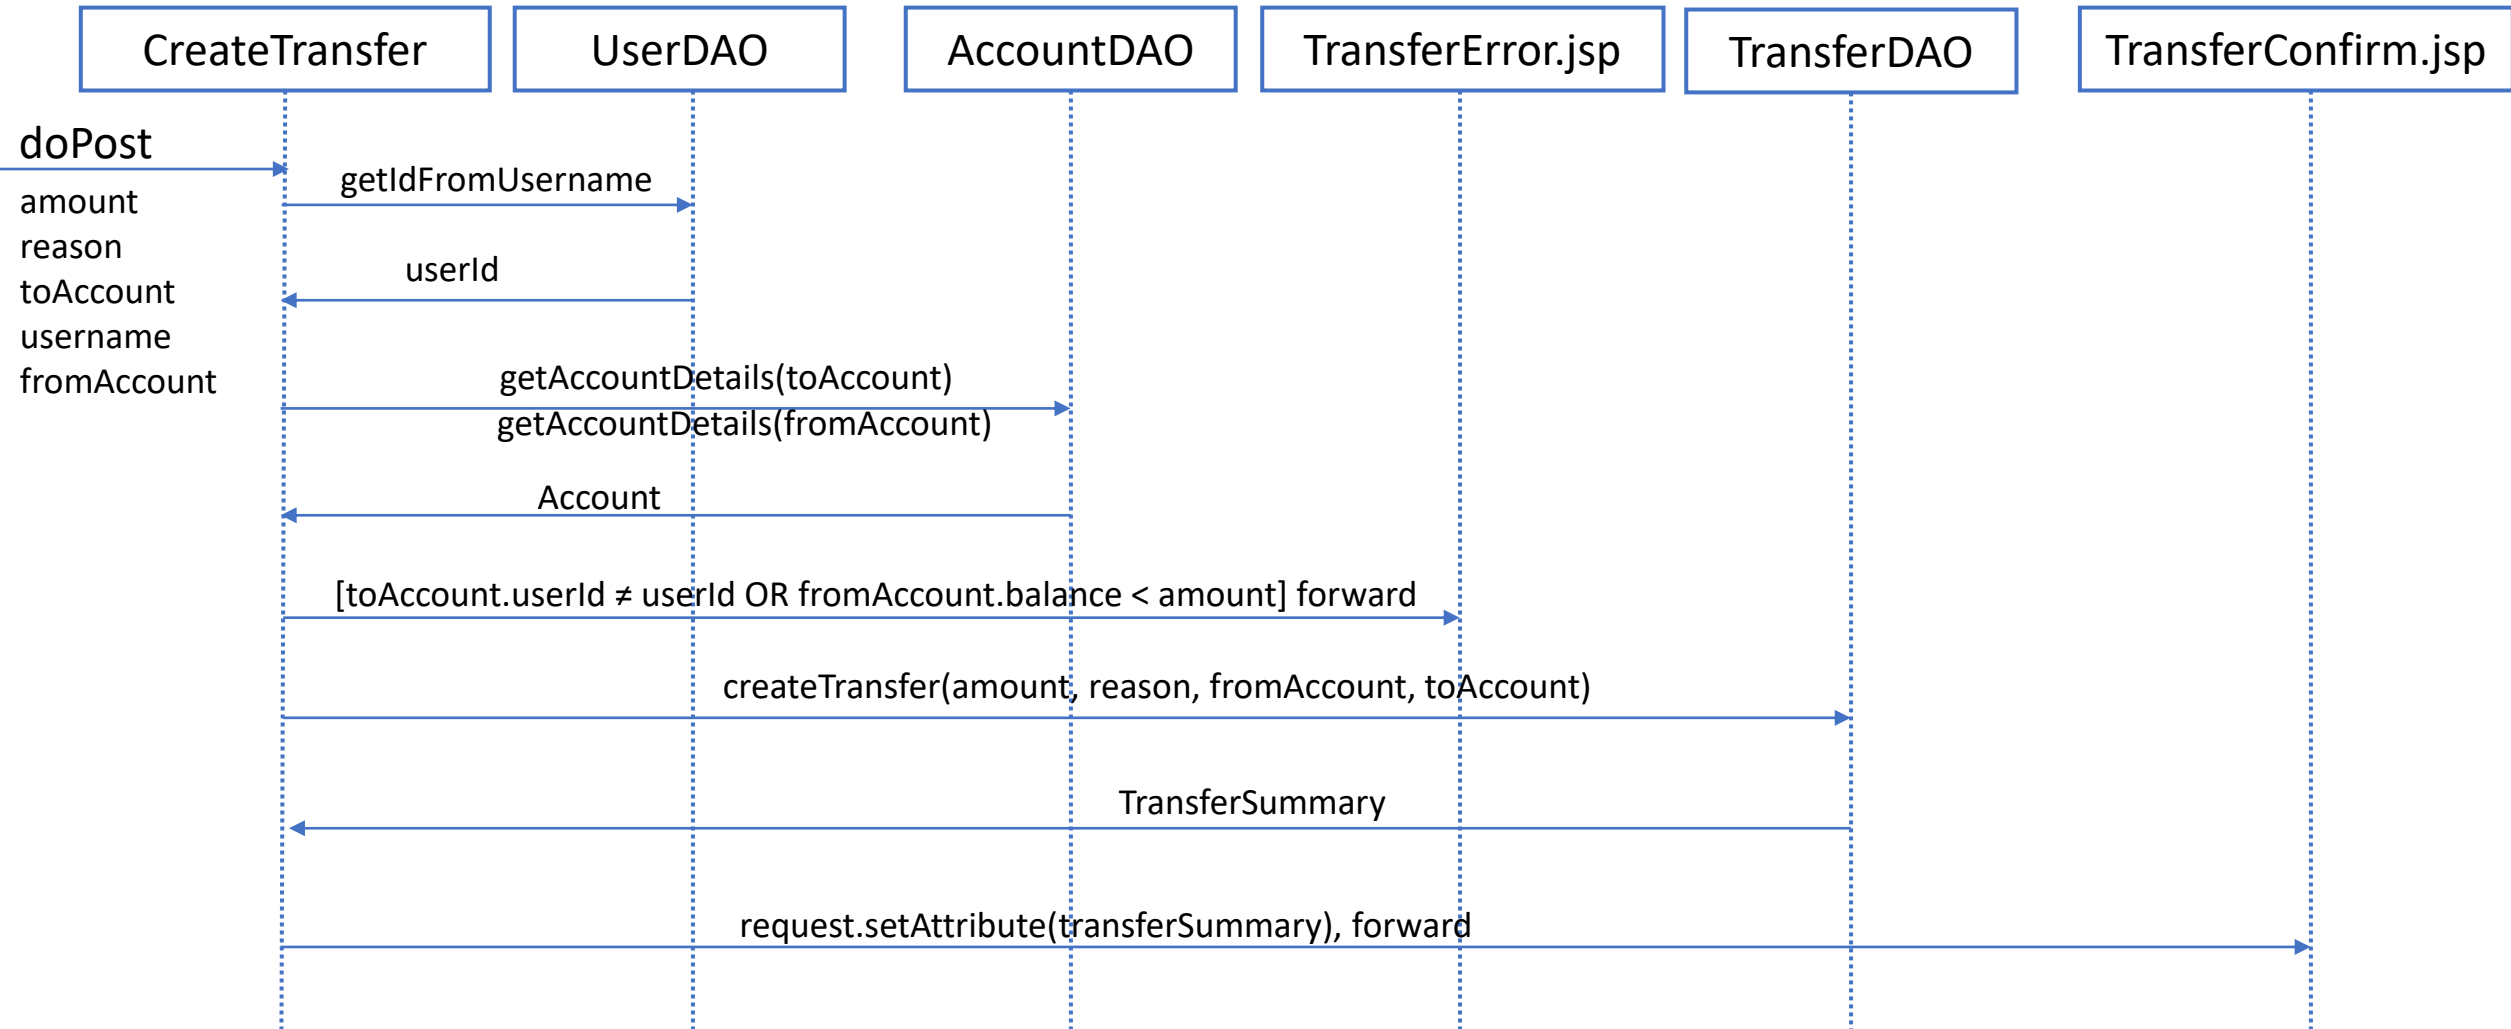 CreateTransfer
UserDAO
AccountDAO
TransferError.jsp
TransferDAO
TransferConfirm.jsp
doPost
amount
reason
toAccount
username
fromAccount
getIdFromUsername
userId
getAccountDetails(toAccount)
getAccountDetails(fromAccount)
Account
[toAccount.userId ≠ userId OR fromAccount.balance < amount] forward
createTransfer(amount, reason, fromAccount, toAccount)
TransferSummary
request.setAttribute(transferSummary), forward